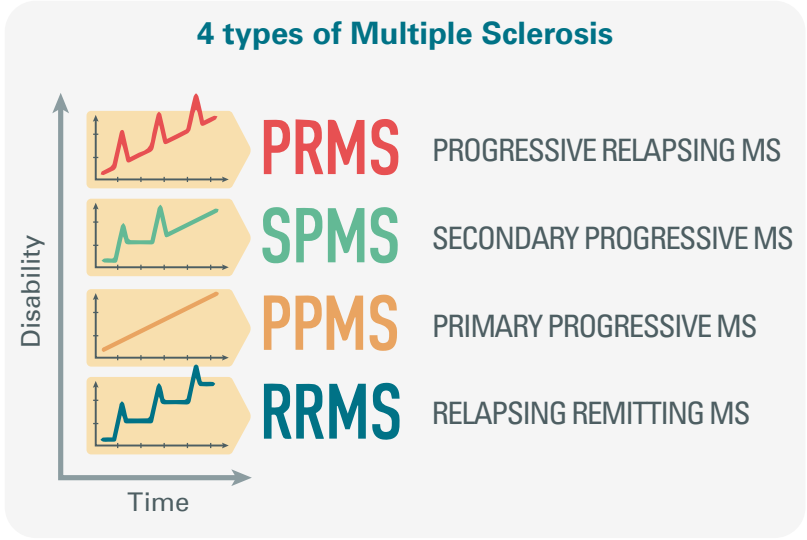 4 types of Multiple Sclerosis
PRMS PROGRESSIVE RELAPSING MS
SPMS SECONDARY PROGRESSIVE MS
PPMS PRIMARY PROGRESSIVE MS
RRMS RELAPSING REMITTING MS
Disability
Time